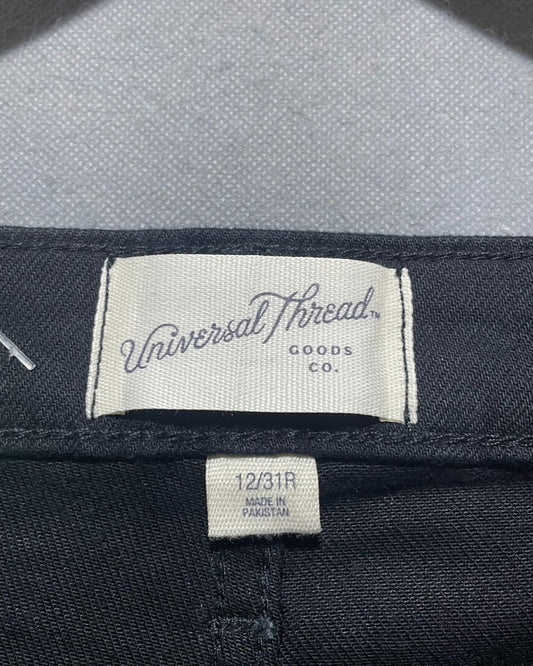 Universal Thread™
GOODS
CO.
12/31R
MADE IN
PAKISTAN